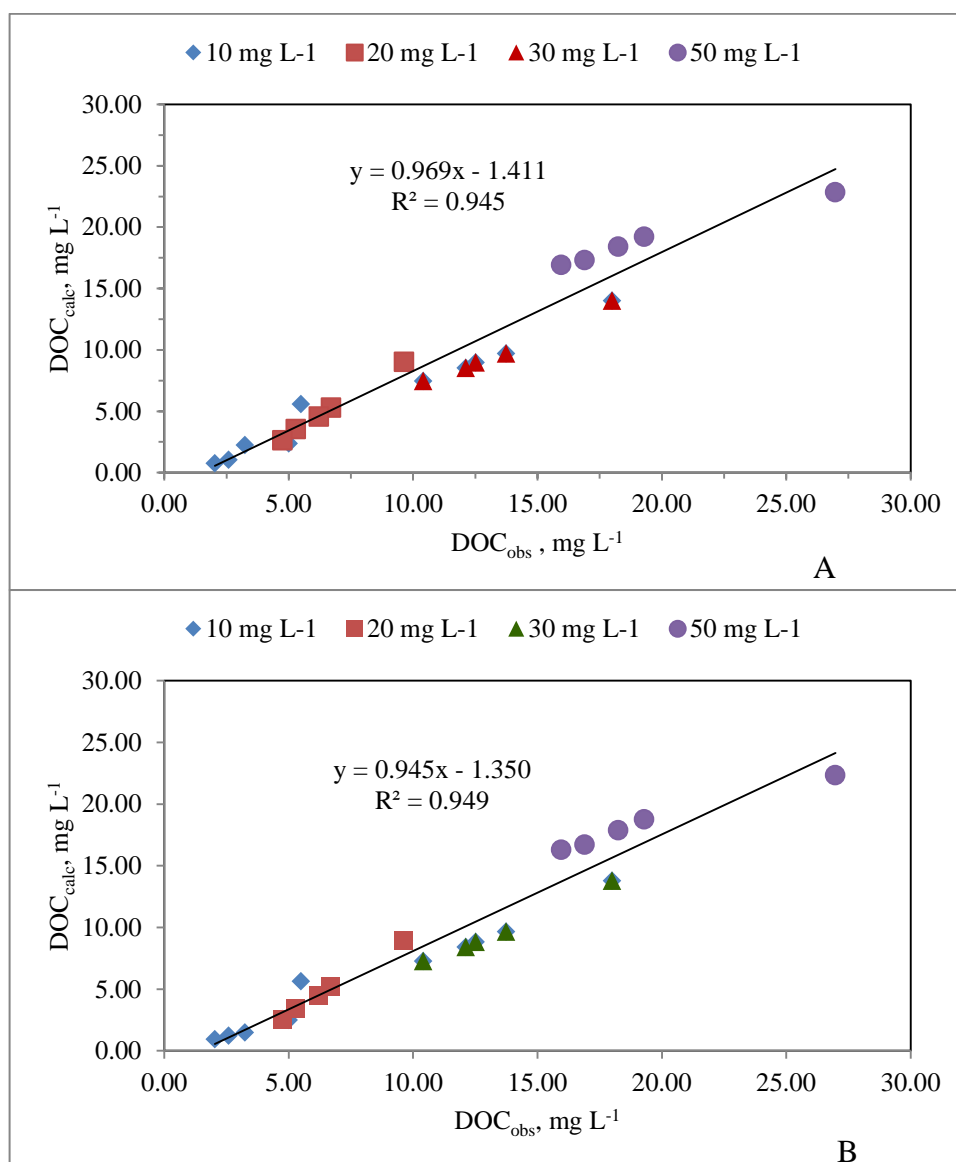 10 mg L-1 20 mg L-1 30 mg L-1 50 mg L-1
30.00
25.00
20.00
15.00
10.00
5.00
0.00
DOCcalc, mg L-1
y = 0.969x - 1.411
R² = 0.945
0.00 5.00 10.00 15.00 20.00 25.00 30.00
DOCobs , mg L-1
A
10 mg L-1 20 mg L-1 30 mg L-1 50 mg L-1
30.00
25.00
20.00
15.00
10.00
5.00
0.00
DOCcalc, mg L-1
y = 0.945x - 1.350
R² = 0.949
0.00 5.00 10.00 15.00 20.00 25.00 30.00
DOCobs, mg L-1
B